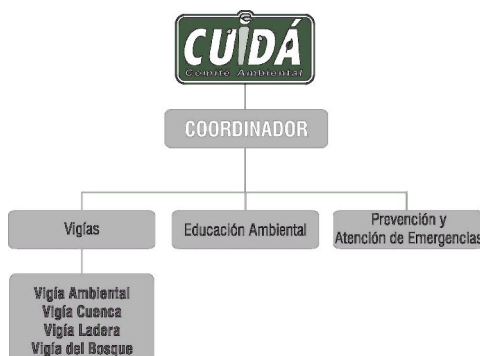 CUIDÁ
Comité Ambiental
COORDINADOR
Vigías
Educación Ambiental
Prevención y
Atención de Emergencias
Vigía Ambiental
Vigía Cuenca
Vigía Ladera
Vigía del Bosque